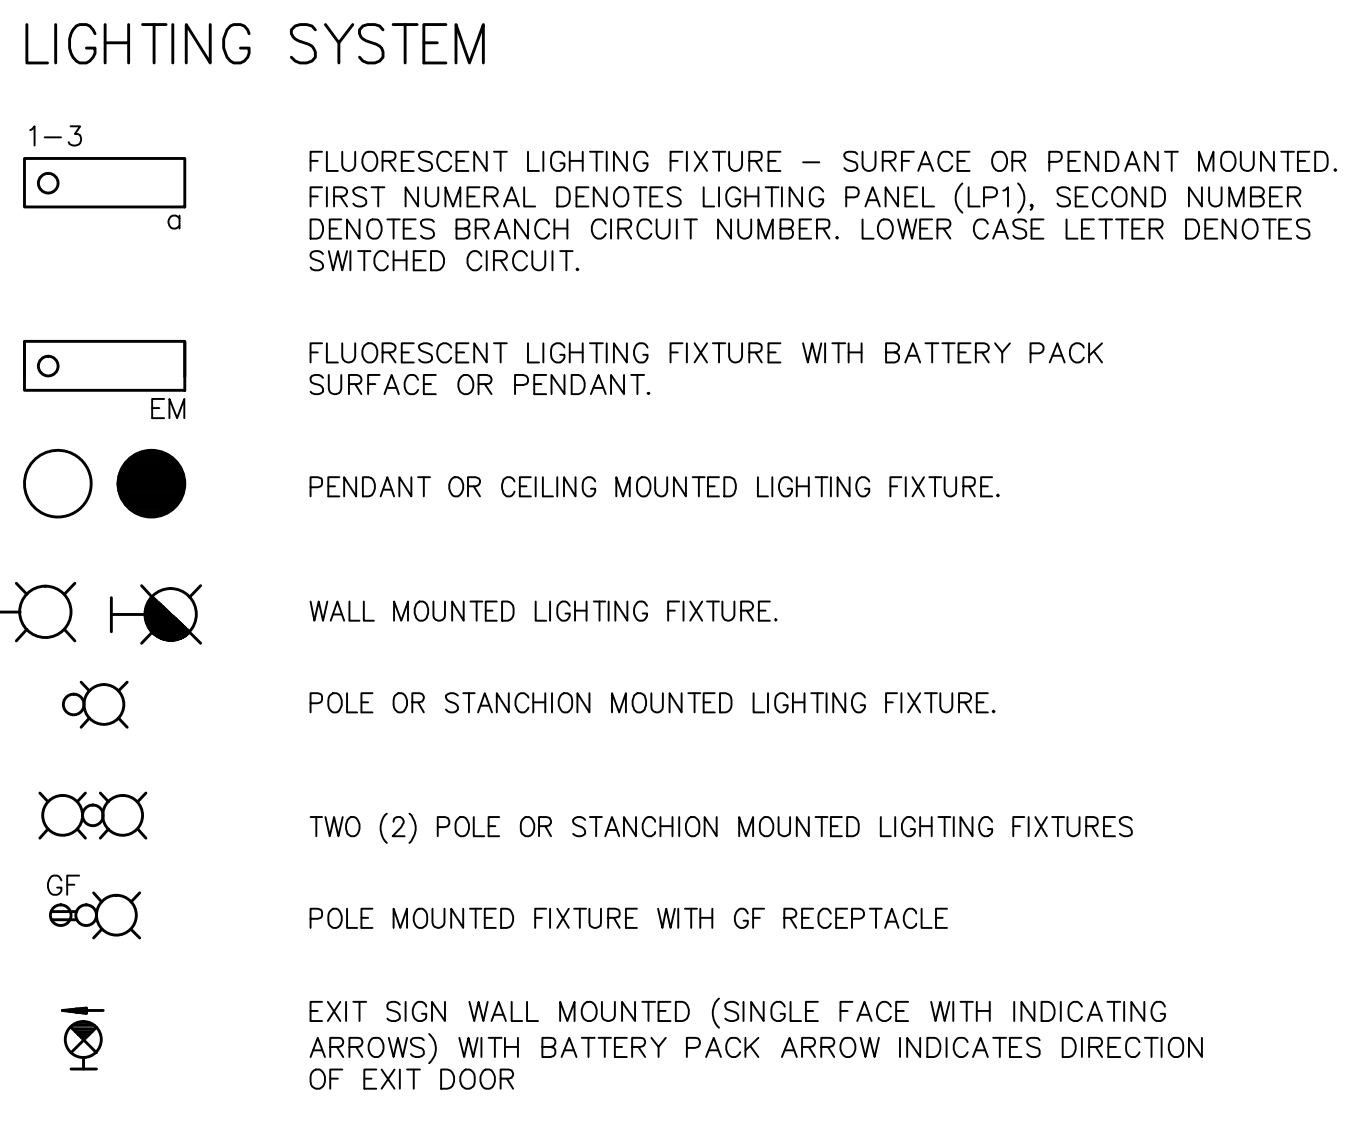 LIGHTING SYSTEM
1-3
a
FLUORESCENT LIGHTING FIXTURE - SURFACE OR PENDANT MOUNTED.
FIRST NUMERAL DENOTES LIGHTING PANEL (LP1), SECOND NUMBER
DENOTES BRANCH CIRCUIT NUMBER. LOWER CASE LETTER DENOTES
SWITCHED CIRCUIT.
EM
FLUORESCENT LIGHTING FIXTURE WITH BATTERY PACK
SURFACE OR PENDANT.
PENDANT OR CEILING MOUNTED LIGHTING FIXTURE.
WALL MOUNTED LIGHTING FIXTURE.
POLE OR STANCHION MOUNTED LIGHTING FIXTURE.
TWO (2) POLE OR STANCHION MOUNTED LIGHTING FIXTURES
GF
POLE MOUNTED FIXTURE WITH GF RECEPTACLE
EXIT SIGN WALL MOUNTED (SINGLE FACE WITH INDICATING
ARROWS) WITH BATTERY PACK ARROW INDICATES DIRECTION
OF EXIT DOOR